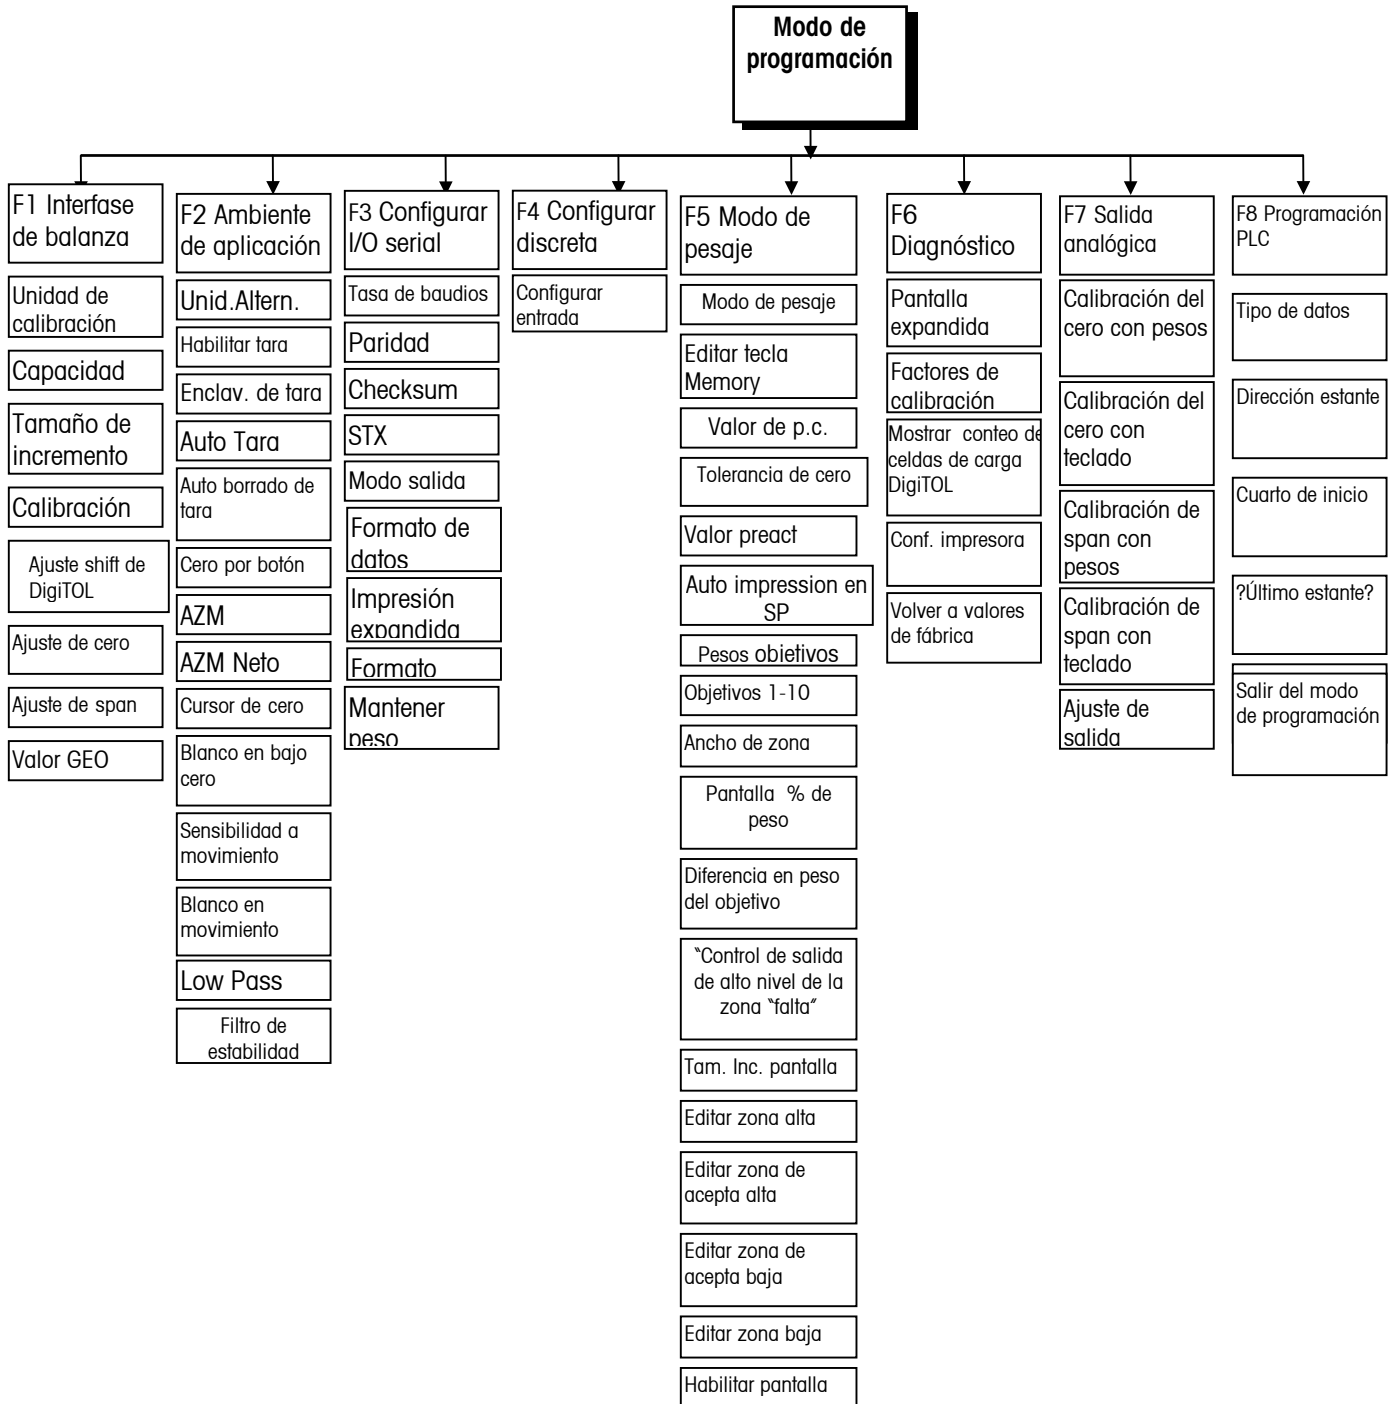 Modo de
programación
F1 Interfase
de balanza
Unidad de
calibración
Capacidad
Tamaño de
incremento
Calibración
Ajuste shift de
DigiTOL
Ajuste de cero
Ajuste de span
Valor GEO
F2 Ambiente
de aplicación
Unid.Altern.
Habilitar tara
Enclav. de tara
Auto Tara
Auto borrado de
tara
Cero por botón
AZM
AZM Neto
Cursor de cero
Blanco en bajo
cero
Sensibilidad a
movimiento
Blanco en
movimiento
Low Pass
Filtro de
estabilidad
F3 Configurar
I/O serial
Tasa de baudios
Paridad
Checksum
STX
Modo salida
Formato de
datos
Impresión
expandida
Formato
Mantener
peso
F4 Configurar
discreta
Configurar
entrada
F5 Modo de
pesaje
Modo de pesaje
Editar tecla
Memory
Valor de p.c.
Tolerancia de cero
Valor preact
Auto impression en
SP
Pesos objetivos
Objetivos 1-10
Ancho de zona
Pantalla % de
peso
Diferencia en peso
del objetivo
“Control de salida
de alto nivel de la
zona “falta”
Tam. Inc. pantalla
Editar zona alta
Editar zona de
acepta alta
Editar zona de
acepta baja
Editar zona baja
Habilitar pantalla
F6
Diagnóstico
Pantalla
expandida
Factores de
calibración
Mostrar conteo de
celdas de carga
DigiTOL
Conf. impresora
Volver a valores
de fábrica
F7 Salida
analógica
Calibración del
cero con pesos
Calibración del
cero con
teclado
Calibración de
span con
pesos
Calibración de
span con
teclado
Ajuste de
salida
F8 Programación
PLC
Tipo de datos
Dirección estante
Cuarto de inicio
?Último estante?
Salir del modo
de programación